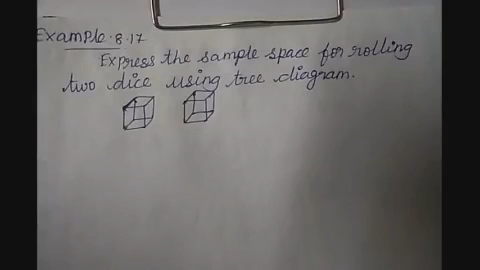 Example 8.17
Express the sample space for rolling
two dice using tree diagram.